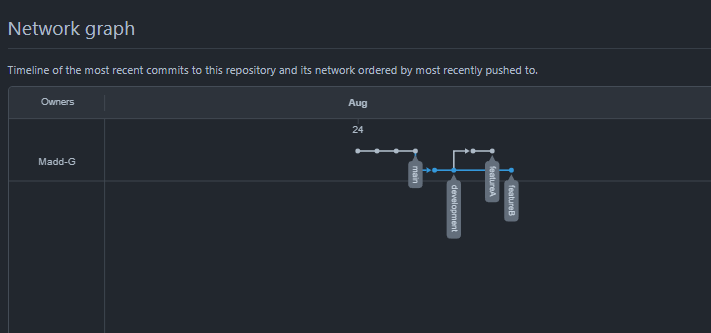 Network graph
Timeline of the most recent commits to this repository and its network ordered by most recently pushed to.
Owners
Aug
24
Madd-G
main
development
featureA
featureB